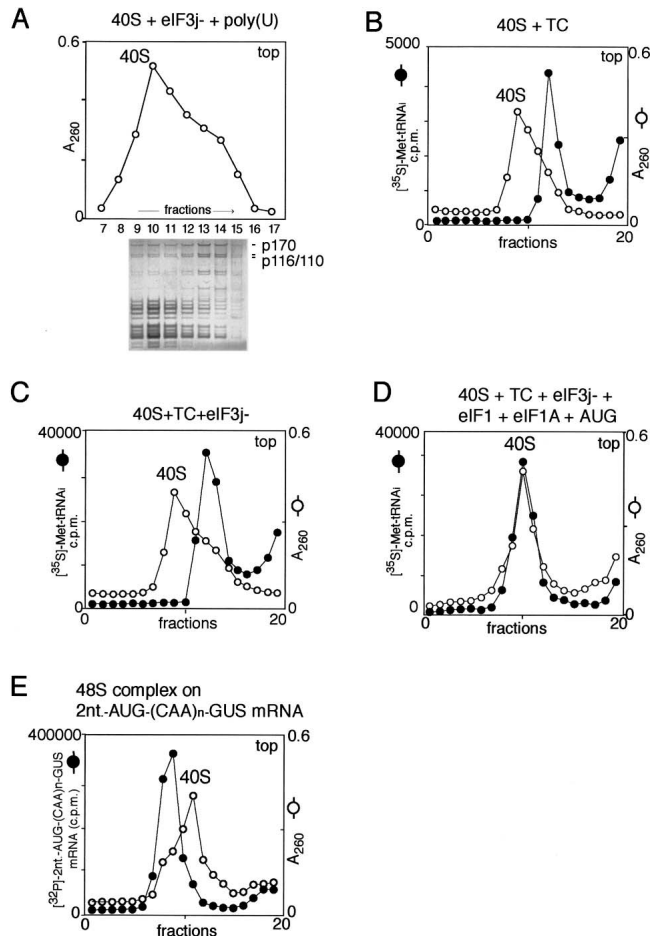 A
40S + eIF3j- + poly(U)
0.6
40S
top
A260
0
fractions
7 8 9 10 11 12 13 14 15 16 17
- p170
= p116/110
B
40S + TC
5000
0.6
40S
top
[35S]-Met-tRNAi
c.p.m.
A260
0
0
0
20
fractions
C
40S+TC+eIF3j-
40000
0.6
40S
top
[35S]-Met-tRNAi
c.p.m.
A260
0
0
0
20
fractions
D
40S + TC + eIF3j- +
eIF1 + eIF1A + AUG
40000
0.6
40S
top
[35S]-Met-tRNAi
c.p.m.
A260
0
0
0
20
fractions
E
48S complex on
2nt.-AUG-(CAA)n-GUS mRNA
400000
0.6
top
40S
[32P]-2nt.-AUG-(CAA)n-GUS
mRNA (c.p.m.)
A260
0
0
0
20
fractions